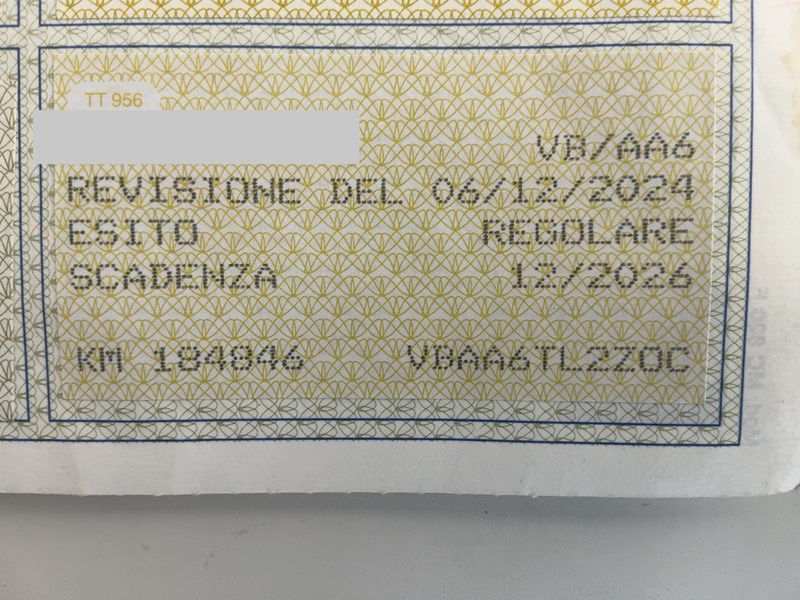 TT 956
VB/AA6
REVISIONE DEL 06/12/2024
ESITO REGOLARE
SCADENZA 12/2026
KM 184846 VBAA6TL2ZOC